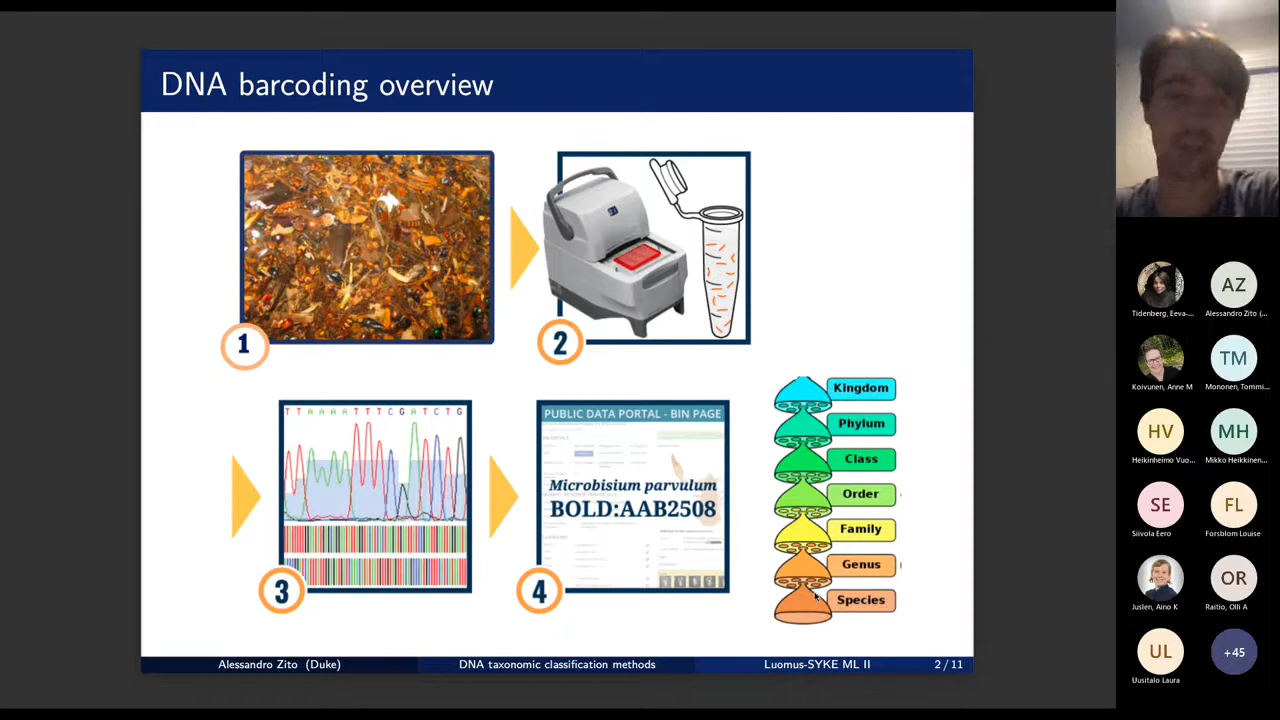 DNA barcoding overview
1
2
T T A A A A T T T C G A T C T G
3
PUBLIC DATA PORTAL - BIN PAGE
Microbisium parvulum
BOLD:AAB2508
4
Kingdom
Phylum
Class
Order
Family
Genus
Species
Alessandro Zito (Duke)
DNA taxonomic classification methods
Luomus-SYKE ML II
2 / 11
Tidenberg, Eeva-...
AZ
Alessandro Zito (...
Koivunen, Anne M
TM
Mononen, Tommi...
HV
Heikinheimo Vuo...
MH
Mikko Heikkinen...
SE
Siivola Eero
FL
Forsblom Louise
Juslen, Aino K
OR
Raitio, Olli A
UL
Uusitalo Laura
+45